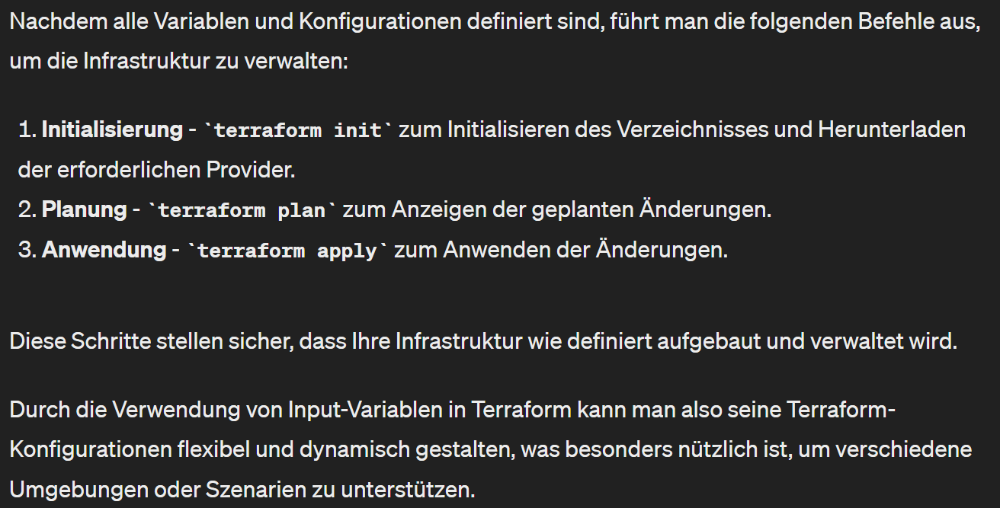 Nachdem alle Variablen und Konfigurationen definiert sind, führt man die folgenden Befehle aus,
um die Infrastruktur zu verwalten:
1. Initialisierung - `terraform init` zum Initialisieren des Verzeichnisses und Herunterladen
der erforderlichen Provider.
2. Planung - `terraform plan` zum Anzeigen der geplanten Änderungen.
3. Anwendung - `terraform apply` zum Anwenden der Änderungen.
Diese Schritte stellen sicher, dass Ihre Infrastruktur wie definiert aufgebaut und verwaltet wird.
Durch die Verwendung von Input-Variablen in Terraform kann man also seine Terraform-
Konfigurationen flexibel und dynamisch gestalten, was besonders nützlich ist, um verschiedene
Umgebungen oder Szenarien zu unterstützen.